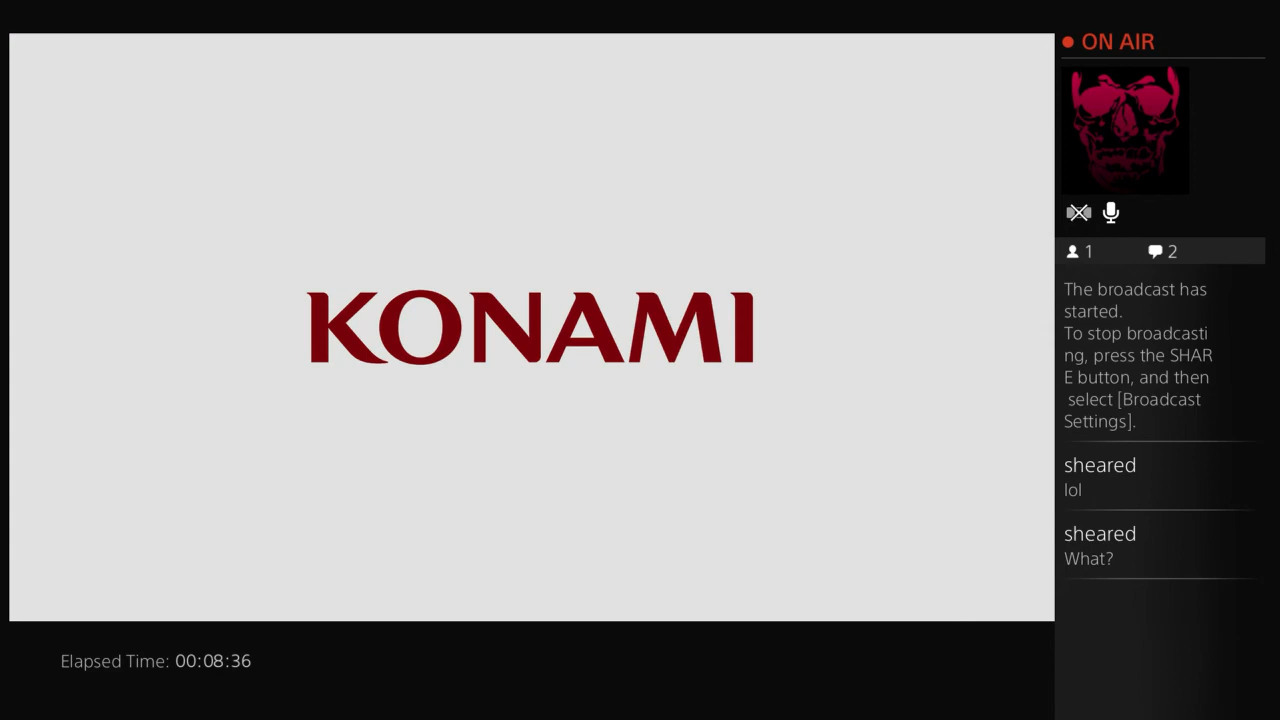 KONAMI
ON AIR
1
2
The broadcast has
started.
To stop broadcasti
ng, press the SHAR
E button, and then
select [Broadcast
Settings].
sheared
lol
sheared
What?
Elapsed Time: 00:08:36